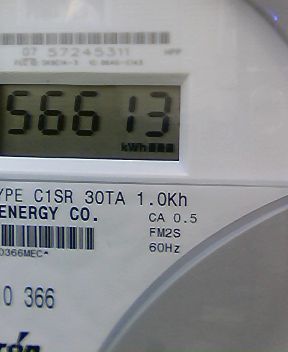 07 57245311
56613
kWh
YPE C1SR 30TA 1.0Kh
ENERGY CO.
CA 0.5
FM2S
60Hz
0366MEC*
0 366
rón